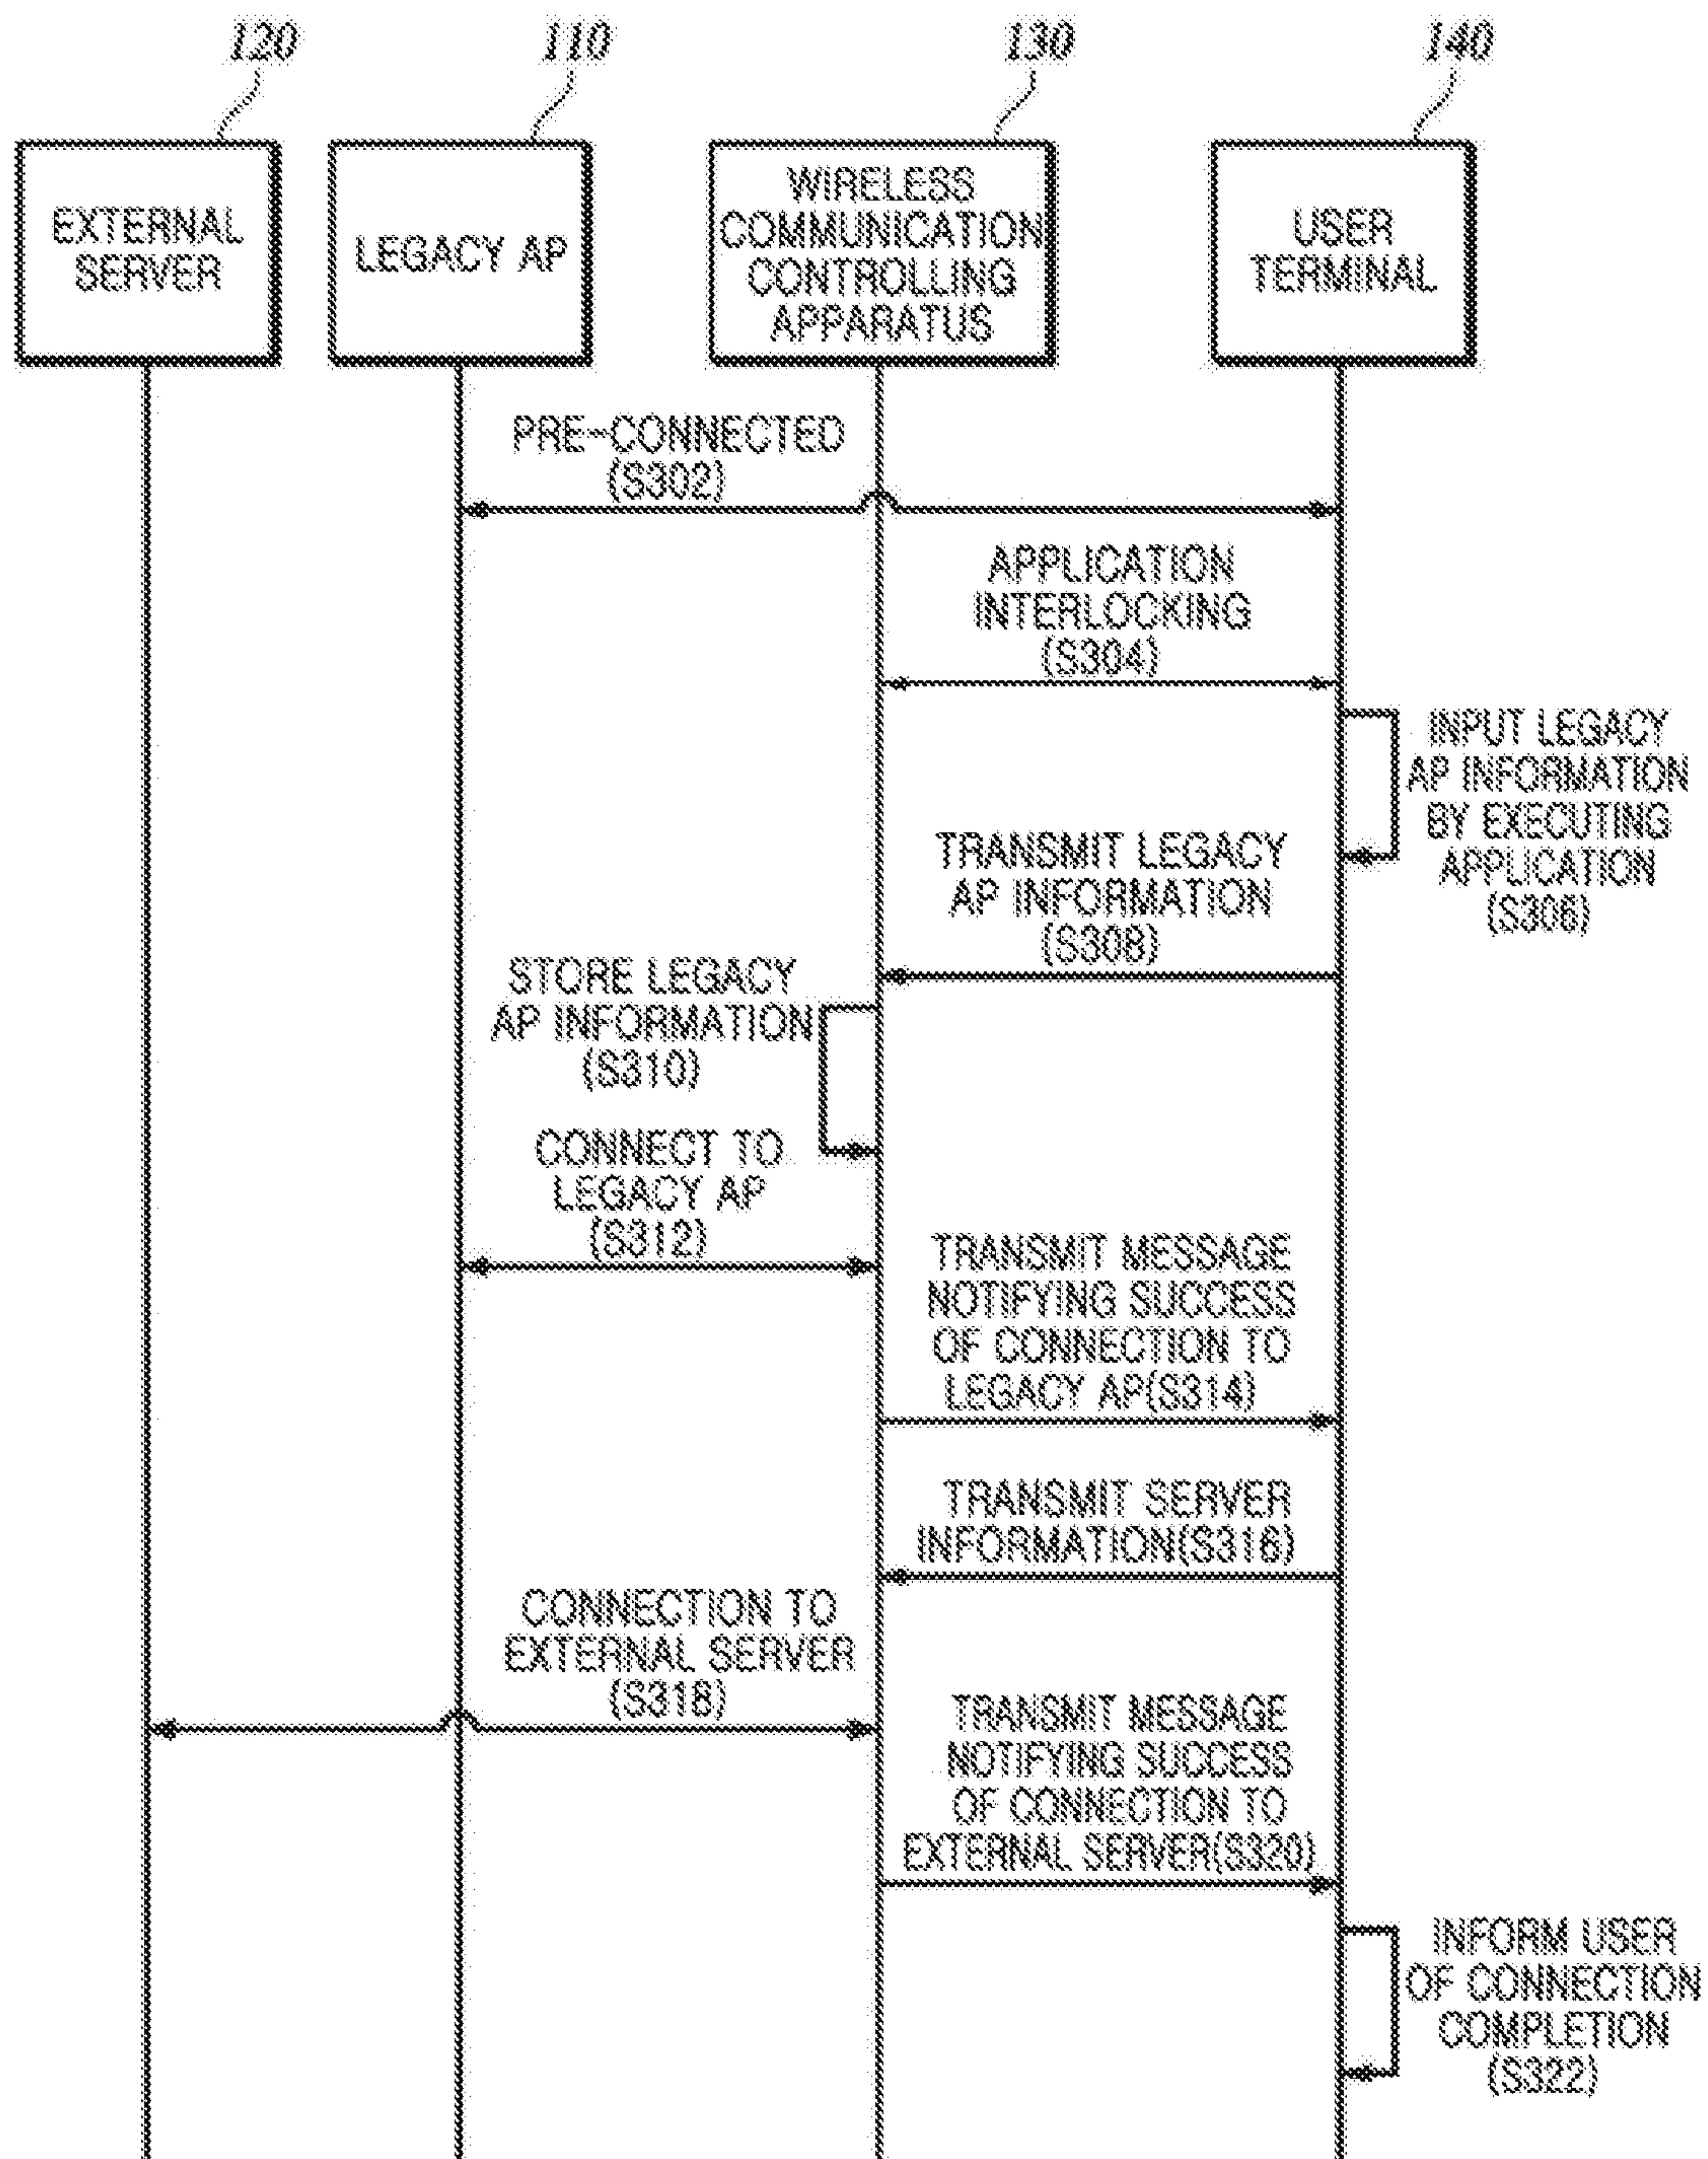 120
110
130
140
EXTERNAL
SERVER
LEGACY AP
WIRELESS
COMMUNICATION
CONTROLLING
APPARATUS
USER
TERMINAL
PRE-CONNECTED
(S302)
APPLICATION
INTERLOCKING
(S304)
INPUT LEGACY
AP INFORMATION
BY EXECUTING
APPLICATION
(S306)
TRANSMIT LEGACY
AP INFORMATION
(S308)
STORE LEGACY
AP INFORMATION
(S310)
CONNECT TO
LEGACY AP
(S312)
TRANSMIT MESSAGE
NOTIFYING SUCCESS
OF CONNECTION TO
LEGACY AP(S314)
TRANSMIT SERVER
INFORMATION(S316)
CONNECTION TO
EXTERNAL SERVER
(S318)
TRANSMIT MESSAGE
NOTIFYING SUCCESS
OF CONNECTION TO
EXTERNAL SERVER(S320)
INFORM USER
OF CONNECTION
COMPLETION
(S322)